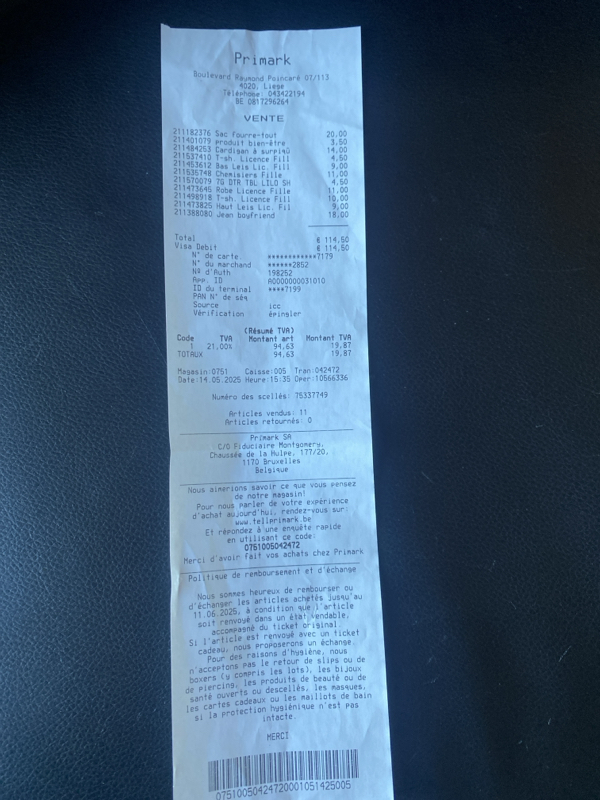 Primark
Boulevard Raymond Poincaré 07/113
4020, Liege
Téléphone: 043422194
BE 0817296264
VENTE
211182376 Sac fourre-tout 20,00
211401079 produit bien-être 3,50
211484253 Cardigan à surpiqû 14,00
211537410 T-sh. Licence Fill 4,50
211453612 Bas Leis Lic. Fill 9,00
211535748 Chemisiers Fille 11,00
211570079 7G DTR TBL LILO SH 4,50
211473645 Robe Licence Fille 11,00
211498918 T-sh. Licence Fill 10,00
211473825 Haut Leis Lic. Fil 9,00
211388080 Jean boyfriend 18,00
Total € 114,50
Visa Debit € 114,50
N° de carte ************7179
N° du marchand ******2852
Nº d'Auth 198252
App. ID A0000000031010
ID du terminal ****7199
PAN N° de séq
Source icc
Vérification épingler
(Résumé TVA)
Code TVA Montant art Montant TVA
1 21.00% 94,63 19,87
TOTAUX 94,63 19,87
Magasin:0751 Caisse:005 Tran:042472
Date:14.05.2025 Heure:15:35 Oper:10566336
Numéro des scellés: 75337749
Articles vendus: 11
Articles retournés: 0
Primark SA
C/O Fiduciaire Montgomery,
Chaussée de la Hulpe, 177/20,
1170 Bruxelles
Belgique
Nous aimerions savoir ce que vous pensez
de notre magasin!
Pour nous parler de votre expérience
d'achat aujourd'hui, rendez-vous sur:
www.tellprimark.be
Et répondez à une enquête rapide
en utilisant ce code:
0751005042472
Merci d'avoir fait vos achats chez Primark
Politique de remboursement et d'échange
Nous sommes heureux de rembourser ou
d'échanger les articles achetés jusqu'au
11.06.2025, à condition que l'article
soit renvoyé dans un état vendable,
accompagné du ticket original.
Si l'article est renvoyé avec un ticket
cadeau, nous proposerons un échange.
Pour des raisons d'hygiène, nous
n'acceptons pas le retour de slips ou de
boxers (y compris les lots), les bijoux
de piercing, les produits de beauté ou de
santé ouverts ou descellés, les masques,
les cartes cadeaux ou les maillots de bain
si la protection hygiénique n'est pas
intacte.
MERCI
07510050424720001051425005